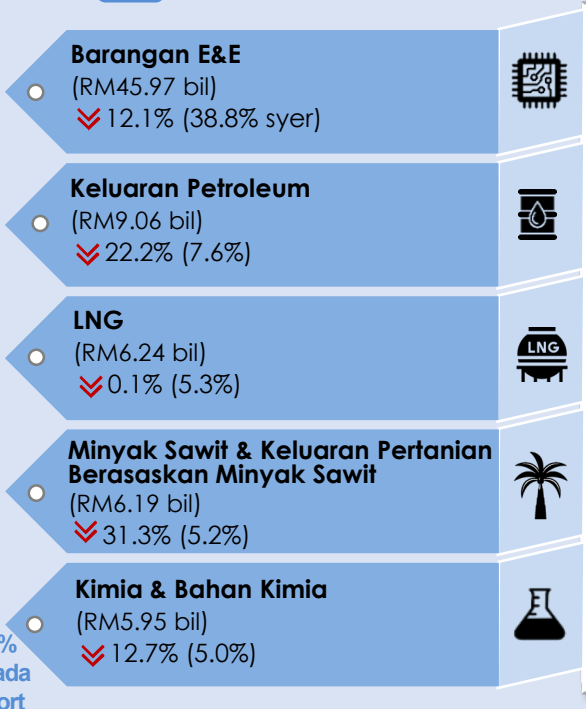 Barangan E&E
(RM45.97 bil)
12.1% (38.8% syer)
Keluaran Petroleum
(RM9.06 bil)
22.2% (7.6%)
LNG
(RM6.24 bil)
0.1% (5.3%)
LNG
Minyak Sawit & Keluaran Pertanian
Berasaskan Minyak Sawit
(RM6.19 bil)
31.3% (5.2%)
Kimia & Bahan Kimia
(RM5.95 bil)
12.7% (5.0%)
%